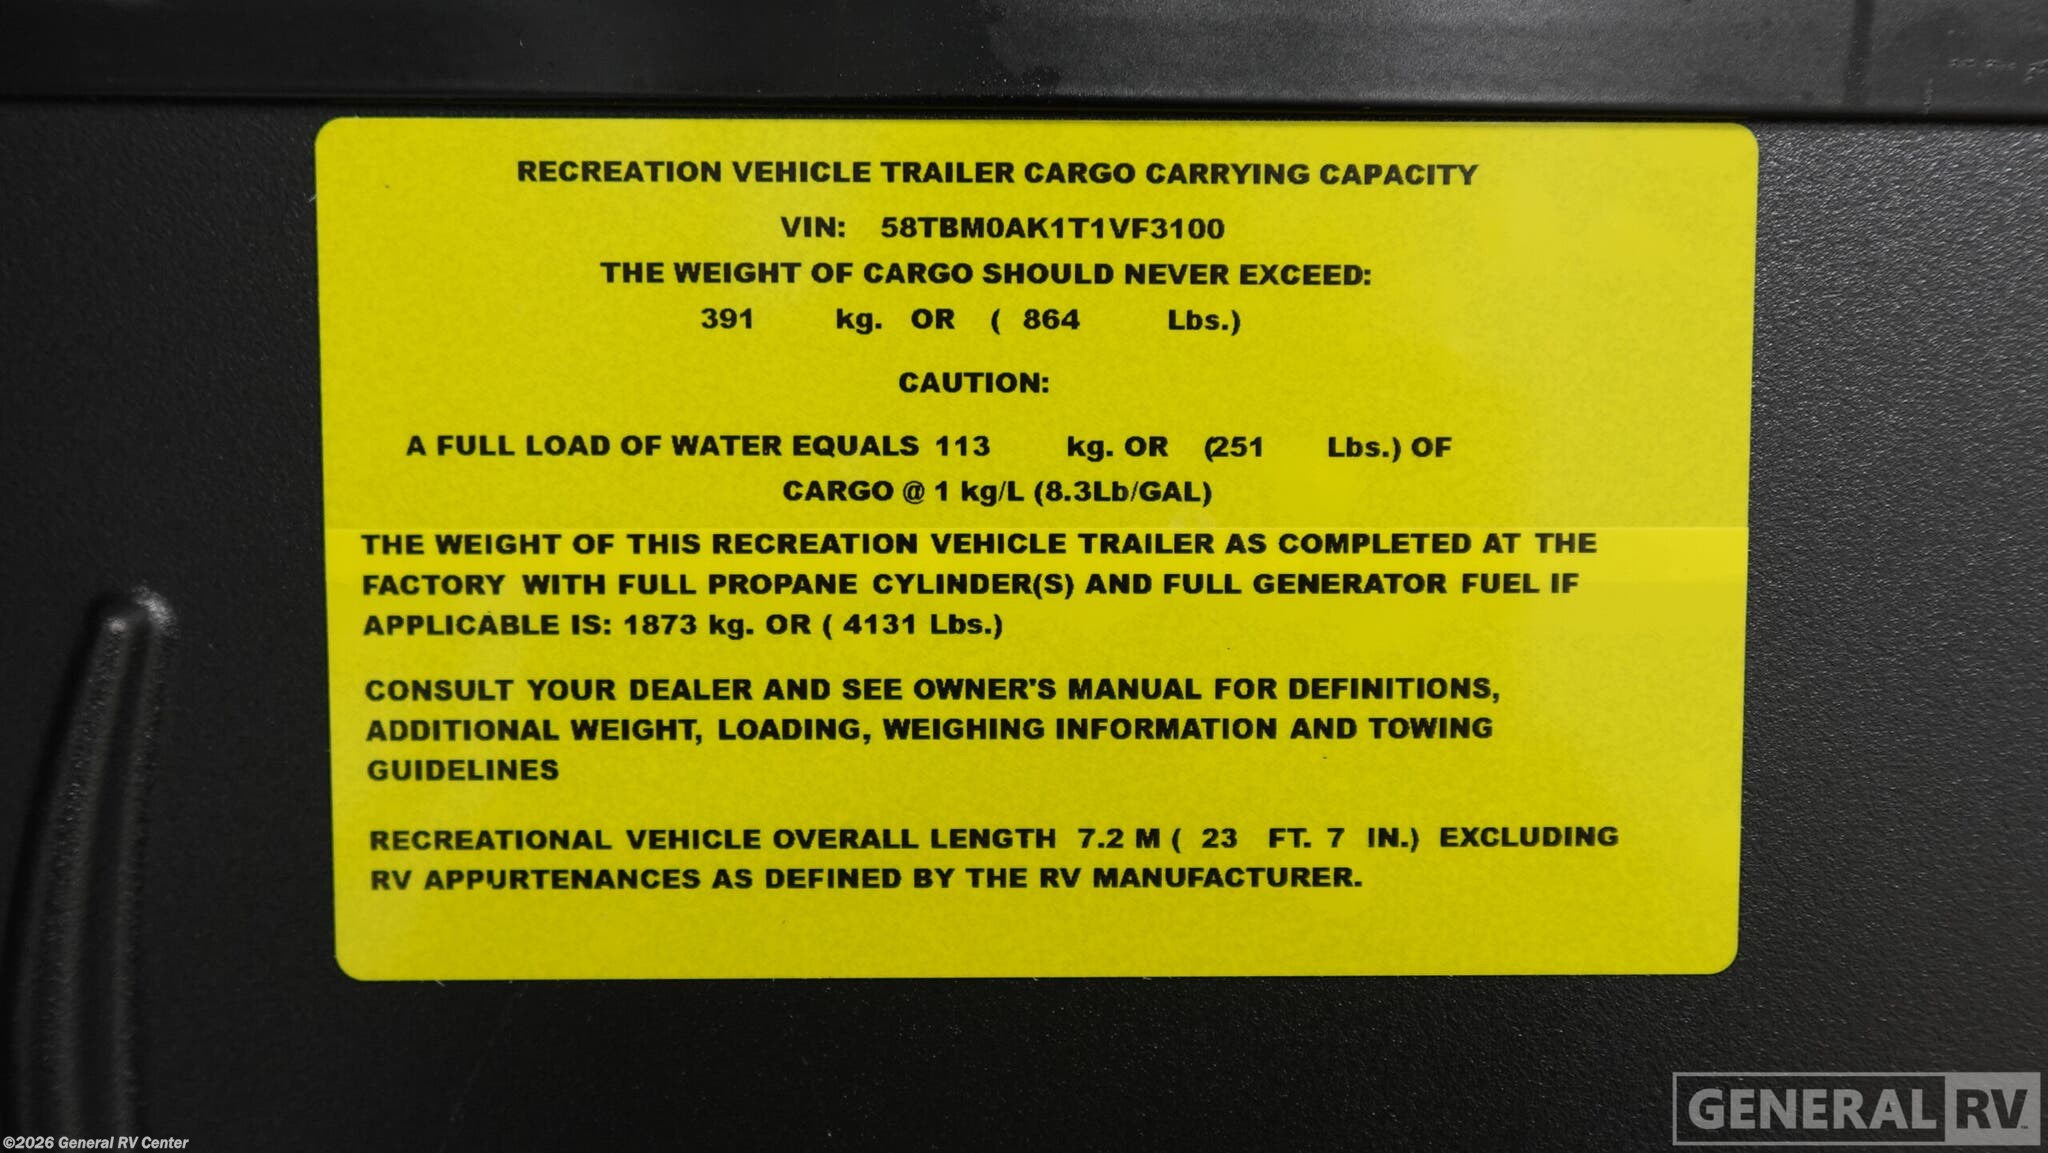 RECREATION VEHICLE TRAILER CARGO CARRYING CAPACITY
VIN: 58TBM0AK1T1VF3100
THE WEIGHT OF CARGO SHOULD NEVER EXCEED:
391 kg. OR ( 864 Lbs.)
CAUTION:
A FULL LOAD OF WATER EQUALS 113 kg. OR (251 Lbs.) OF
CARGO @ 1 kg/L (8.3Lb/GAL)
THE WEIGHT OF THIS RECREATION VEHICLE TRAILER AS COMPLETED AT THE
FACTORY WITH FULL PROPANE CYLINDER(S) AND FULL GENERATOR FUEL IF
APPLICABLE IS: 1873 kg. OR ( 4131 Lbs.)
CONSULT YOUR DEALER AND SEE OWNER'S MANUAL FOR DEFINITIONS,
ADDITIONAL WEIGHT, LOADING, WEIGHING INFORMATION AND TOWING
GUIDELINES
RECREATIONAL VEHICLE OVERALL LENGTH 7.2 M ( 23 FT. 7 IN.) EXCLUDING
RV APPURTENANCES AS DEFINED BY THE RV MANUFACTURER.
GENERAL RV
©2026 General RV Center